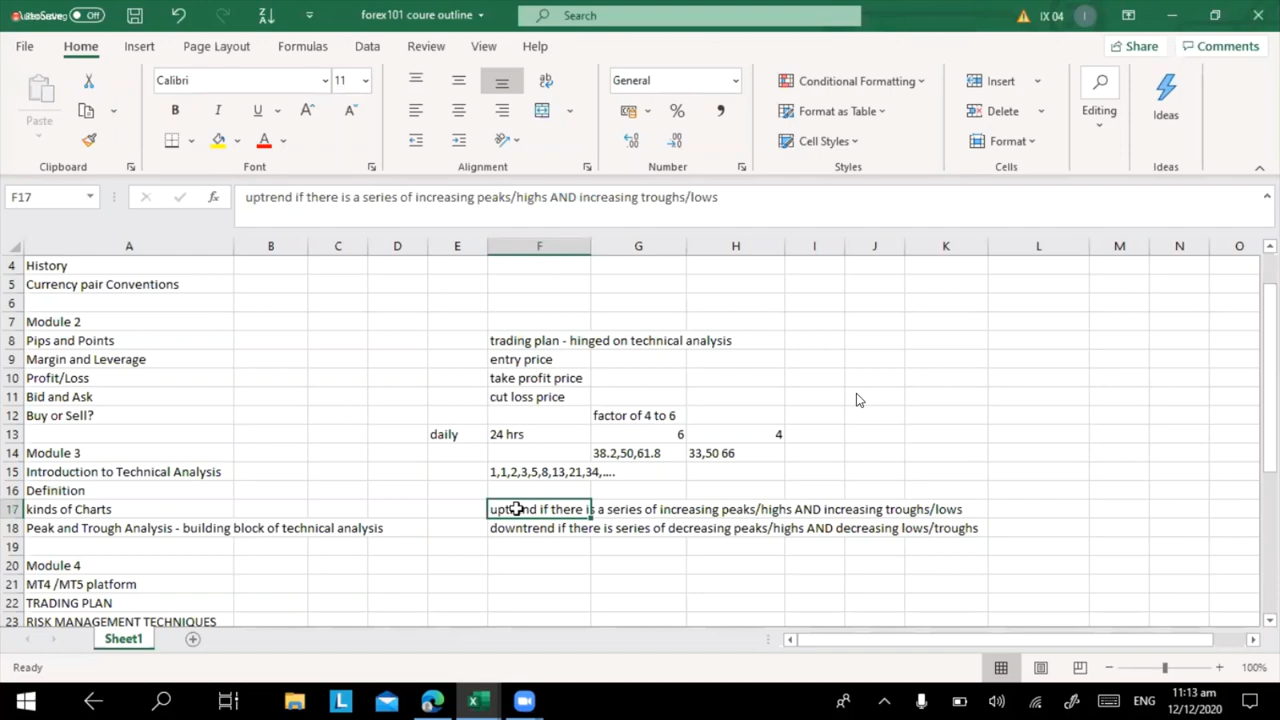 AutoSave Off forex101 coure outline Search IX 04 I
File Home Insert Page Layout Formulas Data Review View Help Share Comments
Calibri 11 General Conditional Formatting Insert
Paste B I U A A % Format as Table Delete Editing Ideas
A Cell Styles Format
Clipboard Font Alignment Number Styles Cells Ideas
F17 fx uptrend if there is a series of increasing peaks/highs AND increasing troughs/lows
A B C D E F G H I J K L M N O
4 History
5 Currency pair Conventions
6
7 Module 2
8 Pips and Points trading plan - hinged on technical analysis
9 Margin and Leverage entry price
10 Profit/Loss take profit price
11 Bid and Ask cut loss price
12 Buy or Sell? factor of 4 to 6
13 daily 24 hrs 6 4
14 Module 3 38.2,50,61.8 33,50 66
15 Introduction to Technical Analysis 1,1,2,3,5,8,13,21,34,....
16 Definition
17 kinds of Charts uptrend if there is a series of increasing peaks/highs AND increasing troughs/lows
18 Peak and Trough Analysis - building block of technical analysis downtrend if there is series of decreasing peaks/highs AND decreasing lows/troughs
19
20 Module 4
21 MT4 /MT5 platform
22 TRADING PLAN
23 RISK MANAGEMENT TECHNIQUES
Sheet1
Ready 100%
L ENG 11:13 am
12/12/2020